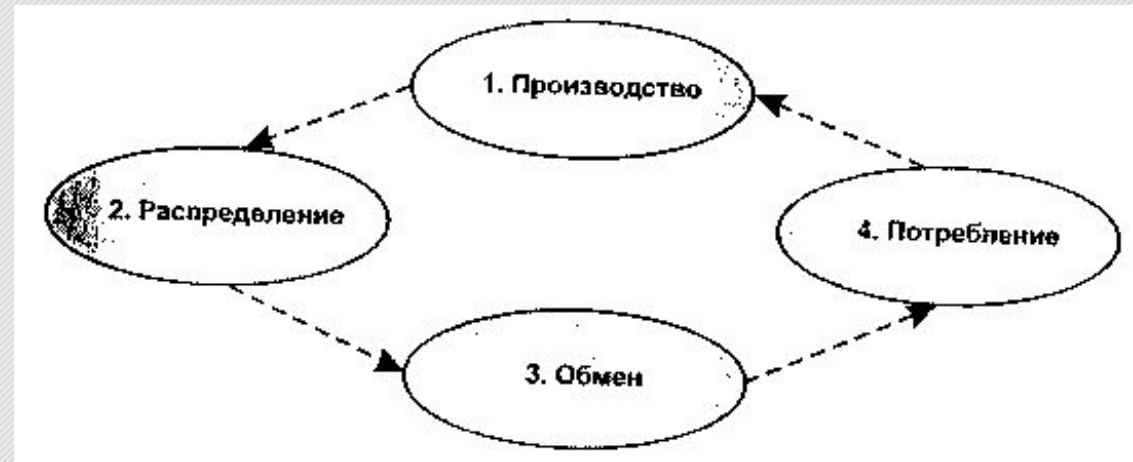 1. Производство
2. Распределение
3. Обмен
4. Потребление